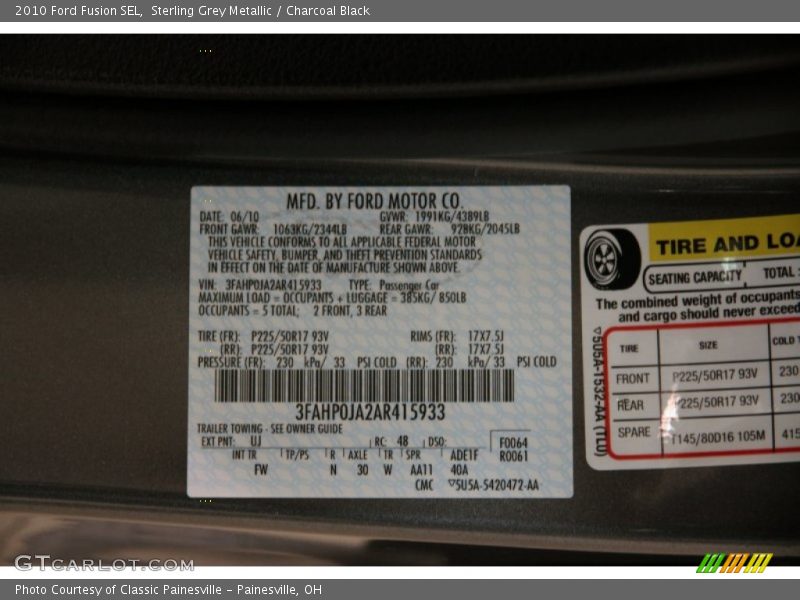 2010 Ford Fusion SEL,  Sterling Grey Metallic / Charcoal Black
MFD. BY FORD MOTOR CO.
DATE: 06/10 GVWR: 1991KG/4389LB
FRONT GAWR: 1063KG/2344LB REAR GAWR: 928KG/2045LB
THIS VEHICLE CONFORMS TO ALL APPLICABLE FEDERAL MOTOR
VEHICLE SAFETY, BUMPER, AND THEFT PREVENTION STANDARDS
IN EFFECT ON THE DATE OF MANUFACTURE SHOWN ABOVE.
VIN: 3FAHP0JA2AR415933 TYPE: Passenger Car
MAXIMUM LOAD = OCCUPANTS + LUGGAGE = 385KG/ 850LB
OCCUPANTS = 5 TOTAL; 2 FRONT, 3 REAR
TIRE (FR): P225/50R17 93V RIMS (FR): 17X7.5J
(RR): P225/50R17 93V (RR): 17X7.5J
PRESSURE (FR): 230 kPa/ 33 PSI COLD (RR): 230 kPa/ 33 PSI COLD
3FAHP0JA2AR415933
TRAILER TOWING - SEE OWNER GUIDE
EXT PNT: UJ RC: 48 DSO: F0064
INT TR TP/PS R AXLE TR SPR ADE1F R0061
FW N 30 W AA11 40A
CMC ▽5U5A-5420472-AA
TIRE AND LOA
SEATING CAPACITY TOTAL
The combined weight of occupants
and cargo should never exceed
▽5U5A-1532-AA (TL0)
TIRE SIZE COLD
FRONT P225/50R17 93V 230
REAR P225/50R17 93V 230
SPARE T145/80D16 105M 415
GTCARLOT.COM
Photo Courtesy of Classic Painesville - Painesville, OH